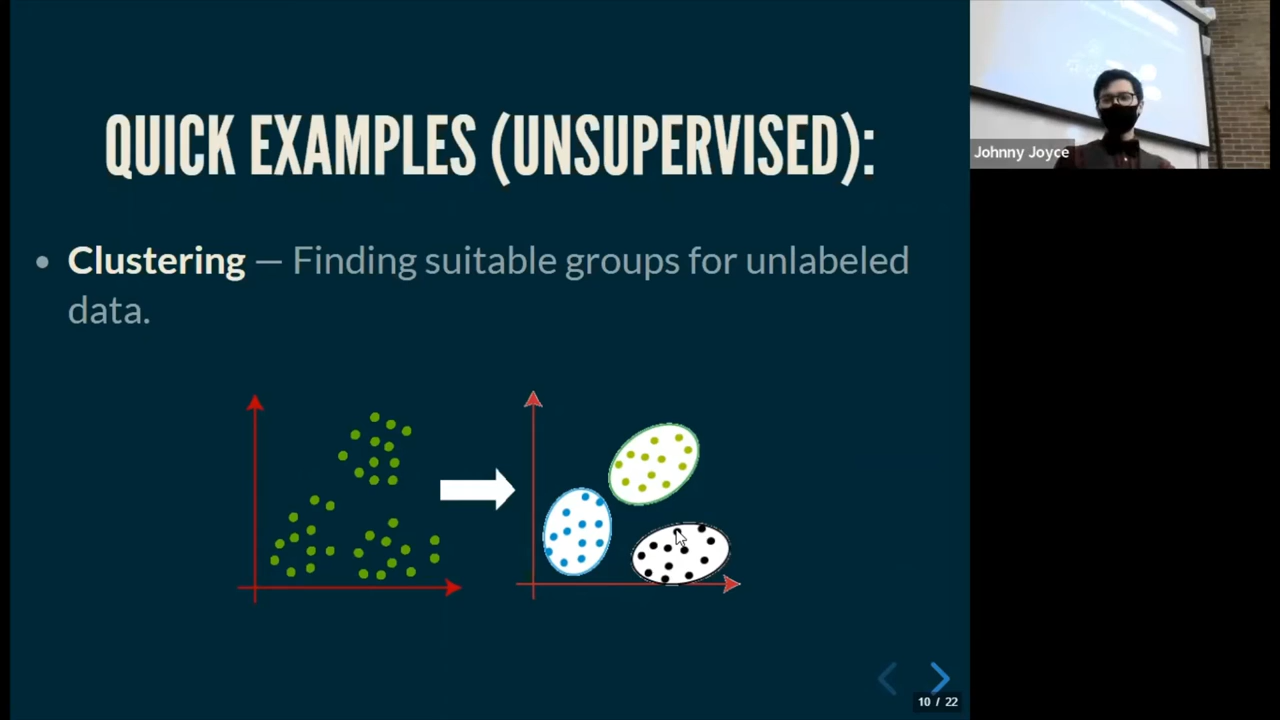 QUICK EXAMPLES (UNSUPERVISED):
• Clustering — Finding suitable groups for unlabeled
data.
Johnny Joyce
10 / 22